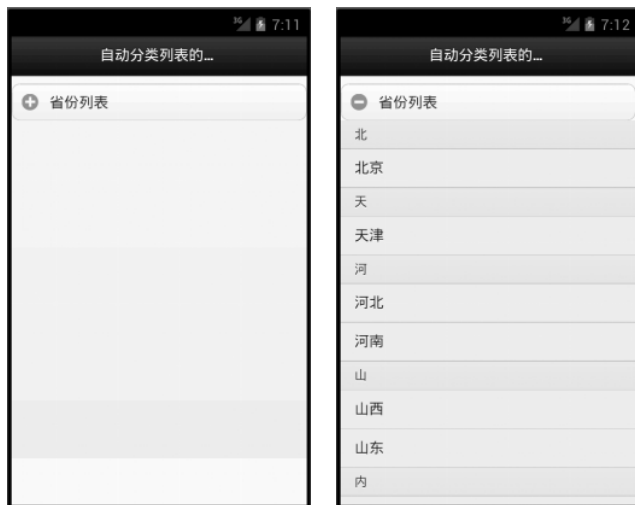 3G 7:11
自动分类列表的...
省份列表
3G 7:12
自动分类列表的...
省份列表
北
北京
天
天津
河
河北
河南
山
山西
山东
内